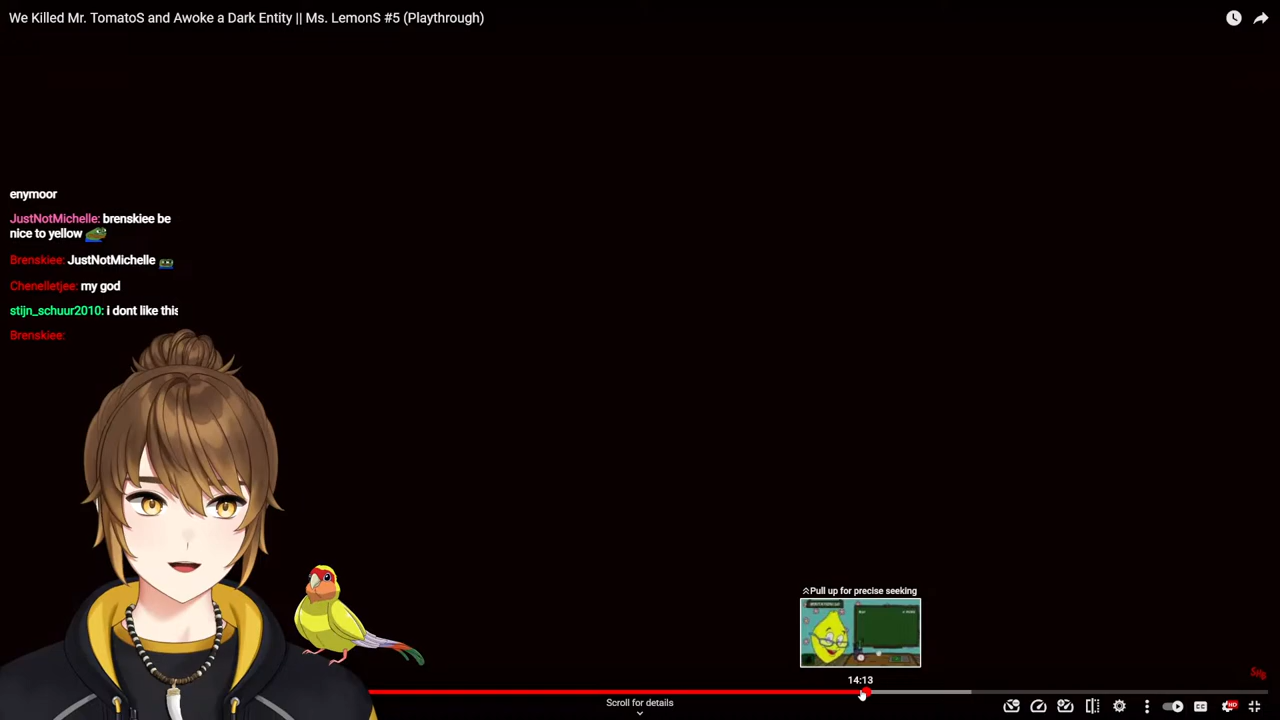 We Killed Mr. TomatoS and Awoke a Dark Entity || Ms. LemonS #5 (Playthrough)
enymoor
JustNotMichelle: brenskiee be
nice to yellow
Brenskiee: JustNotMichelle
Chenelletjee: my god
stijn_schuur2010: i dont like this
Brenskiee:
Pull up for precise seeking
14:13
Scroll for details
HD